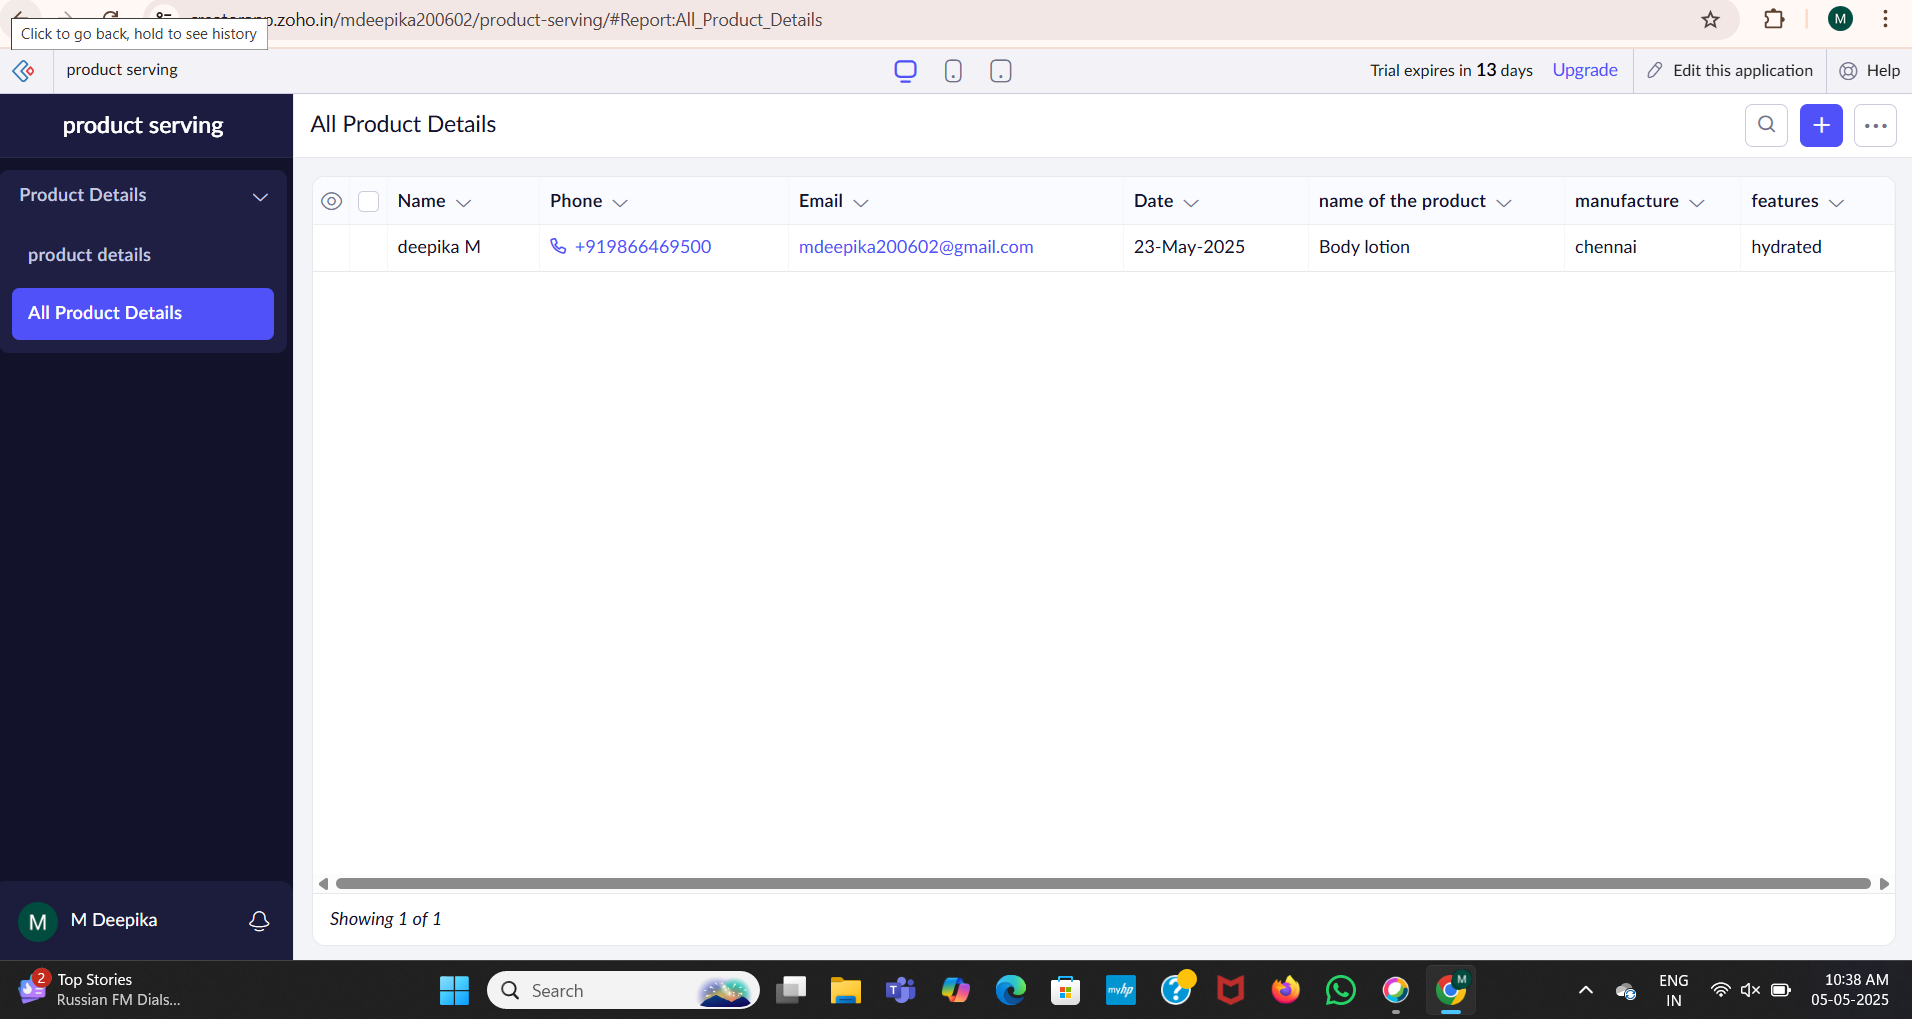 .zoho.in/mdeepika200602/product-serving/#Report:All_Product_Details
M
Click to go back, hold to see history
product serving
Trial expires in 13 days
Upgrade
Edit this application
Help
product serving
All Product Details
Product Details
product details
All Product Details
Name Phone Email Date name of the product manufacture features
deepika M +919866469500 mdeepika200602@gmail.com 23-May-2025 Body lotion chennai hydrated
Showing 1 of 1
M M Deepika
2
Top Stories
Russian FM Dials...
Search
T
myhp
?
M
ENG
IN
10:38 AM
05-05-2025